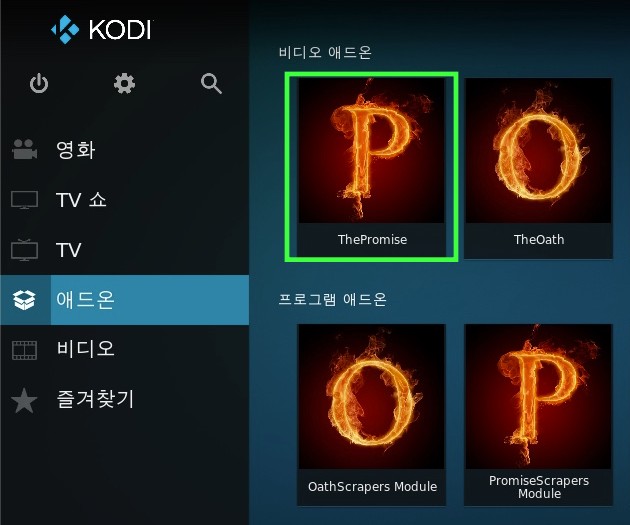 KODI
영화
TV 쇼
TV
애드온
비디오
즐겨찾기
비디오 애드온
P
ThePromise
O
TheOath
프로그램 애드온
O
OathScrapers Module
P
PromiseScrapers
Module